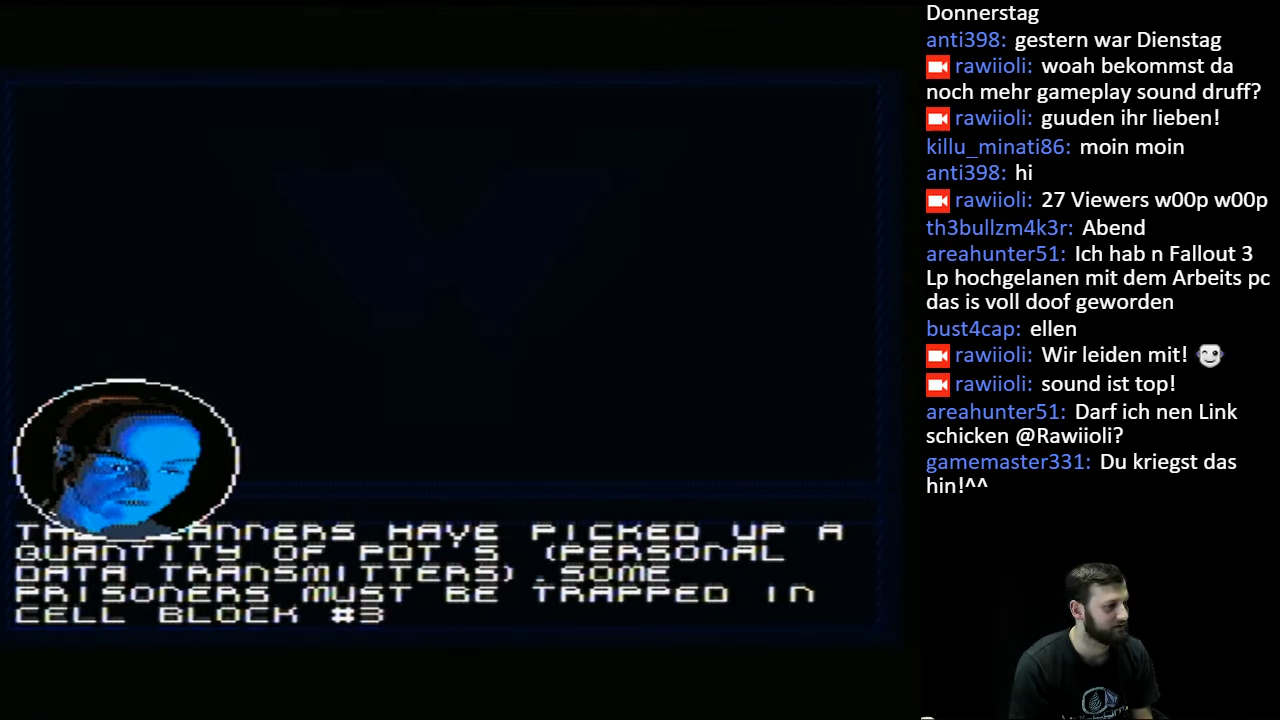 THE SCANNERS HAVE PICKED UP A
QUANTITY OF PDT'S (PERSONAL
DATA TRANSMITTERS).SOME
PRISONERS MUST BE TRAPPED IN
CELL BLOCK #3
Donnerstag
anti398: gestern war Dienstag
rawiioli: woah bekommst da
noch mehr gameplay sound druff?
rawiioli: guuden ihr lieben!
killu_minati86: moin moin
anti398: hi
rawiioli: 27 Viewers w00p w00p
th3bullzm4k3r: Abend
areahunter51: Ich hab n Fallout 3
Lp hochgelanen mit dem Arbeits pc
das is voll doof geworden
bust4cap: ellen
rawiioli: Wir leiden mit!
rawiioli: sound ist top!
areahunter51: Darf ich nen Link
schicken @Rawiioli?
gamemaster331: Du kriegst das
hin!^^